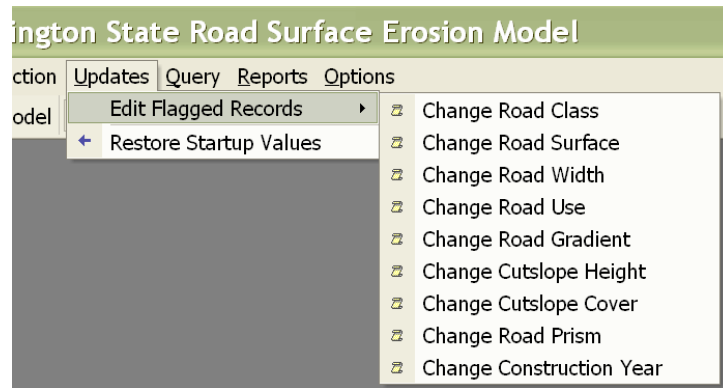 ington State Road Surface Erosion Model
ction Updates Query Reports Options
odel Edit Flagged Records
Restore Startup Values
Change Road Class
Change Road Surface
Change Road Width
Change Road Use
Change Road Gradient
Change Cutslope Height
Change Cutslope Cover
Change Road Prism
Change Construction Year